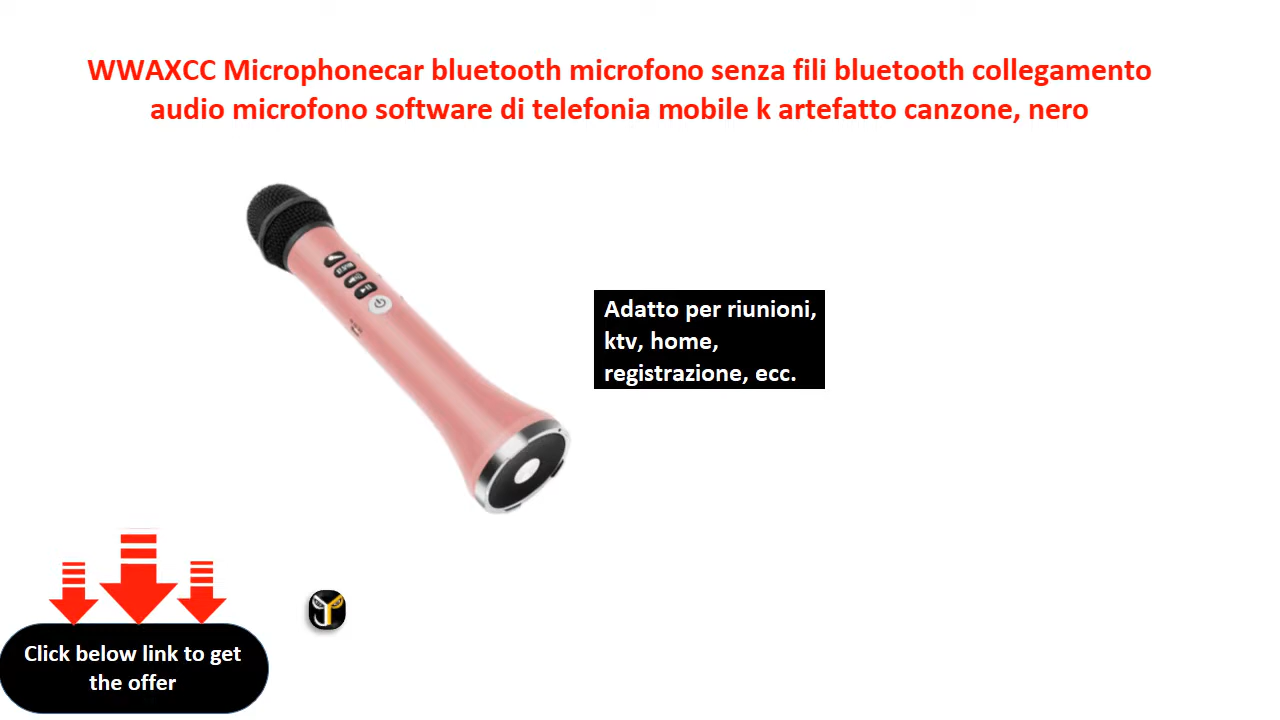 WWAXCC Microphonecar bluetooth microfono senza fili bluetooth collegamento
audio microfono software di telefonia mobile k artefatto canzone, nero
Adatto per riunioni,
ktv, home,
registrazione, ecc.
Click below link to get
the offer